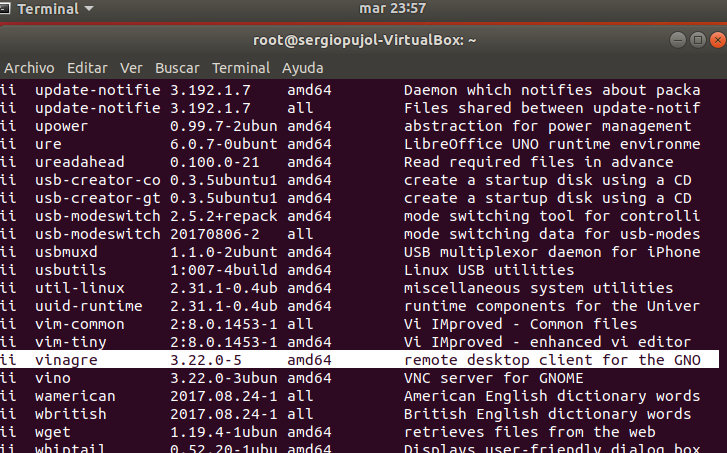 Terminal mar 23:57
root@sergiopujol-VirtualBox: ~
Archivo Editar Ver Buscar Terminal Ayuda
ii update-notifie 3.192.1.7 amd64 Daemon which notifies about packa
ii update-notifie 3.192.1.7 all Files shared between update-notif
ii upower 0.99.7-2ubun amd64 abstraction for power management
ii ure 6.0.7-0ubunt amd64 LibreOffice UNO runtime environme
ii ureadahead 0.100.0-21 amd64 Read required files in advance
ii usb-creator-co 0.3.5ubuntu1 amd64 create a startup disk using a CD
ii usb-creator-gt 0.3.5ubuntu1 amd64 create a startup disk using a CD
ii usb-modeswitch 2.5.2+repack amd64 mode switching tool for controlli
ii usb-modeswitch 20170806-2 all mode switching data for usb-modes
ii usbmuxd 1.1.0-2ubunt amd64 USB multiplexor daemon for iPhone
ii usbutils 1:007-4build amd64 Linux USB utilities
ii util-linux 2.31.1-0.4ub amd64 miscellaneous system utilities
ii uuid-runtime 2.31.1-0.4ub amd64 runtime components for the Univer
ii vim-common 2:8.0.1453-1 all Vi IMproved - Common files
ii vim-tiny 2:8.0.1453-1 amd64 Vi IMproved - enhanced vi editor
ii vinagre 3.22.0-5 amd64 remote desktop client for the GNO
ii vino 3.22.0-3ubun amd64 VNC server for GNOME
ii wamerican 2017.08.24-1 all American English dictionary words
ii wbritish 2017.08.24-1 all British English dictionary words
ii wget 1.19.4-1ubun amd64 retrieves files from the web
ii whiptail 0.52.20-1ubu amd64 Displays user-friendly dialog box